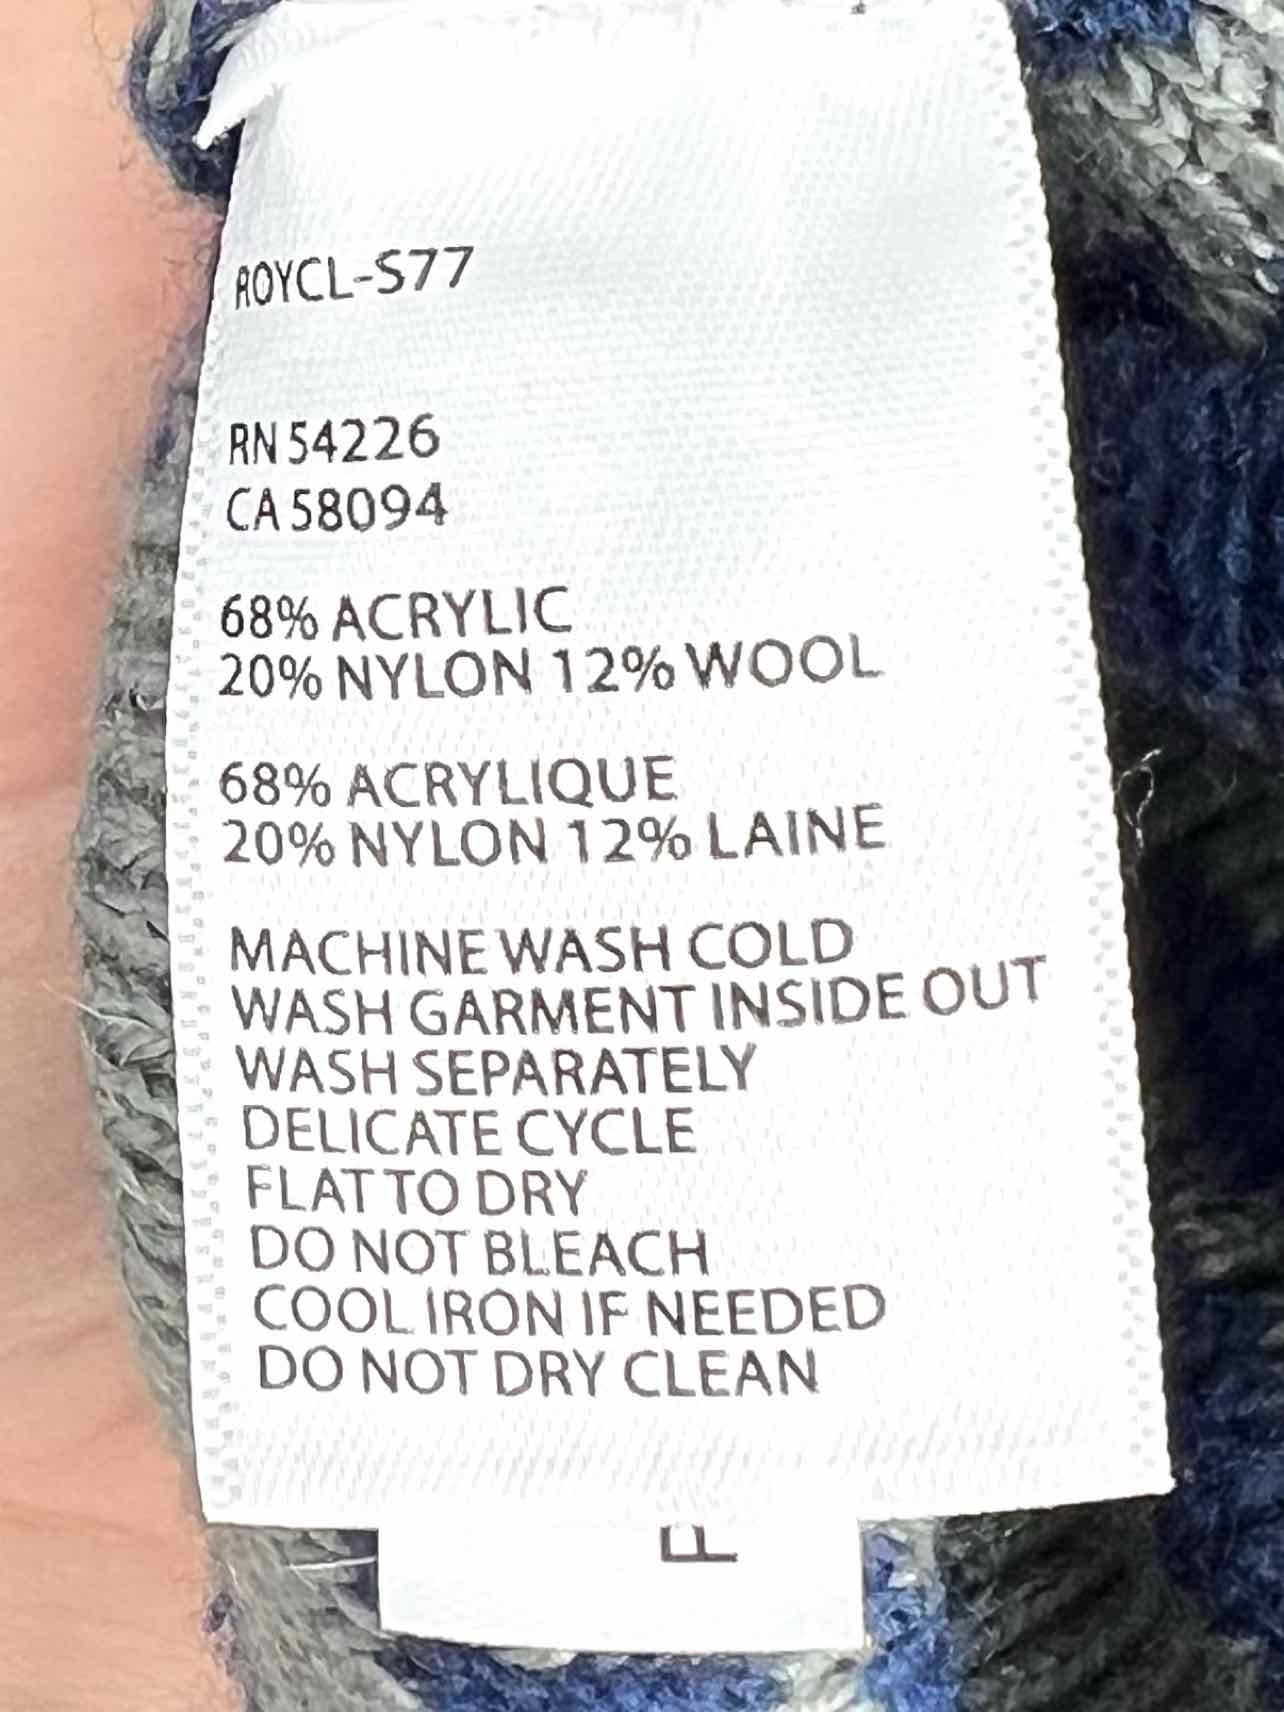 ROYCL-S77
RN 54226
CA 58094
68% ACRYLIC
20% NYLON 12% WOOL
68% ACRYLIQUE
20% NYLON 12% LAINE
MACHINE WASH COLD
WASH GARMENT INSIDE OUT
WASH SEPARATELY
DELICATE CYCLE
FLAT TO DRY
DO NOT BLEACH
COOL IRON IF NEEDED
DO NOT DRY CLEAN